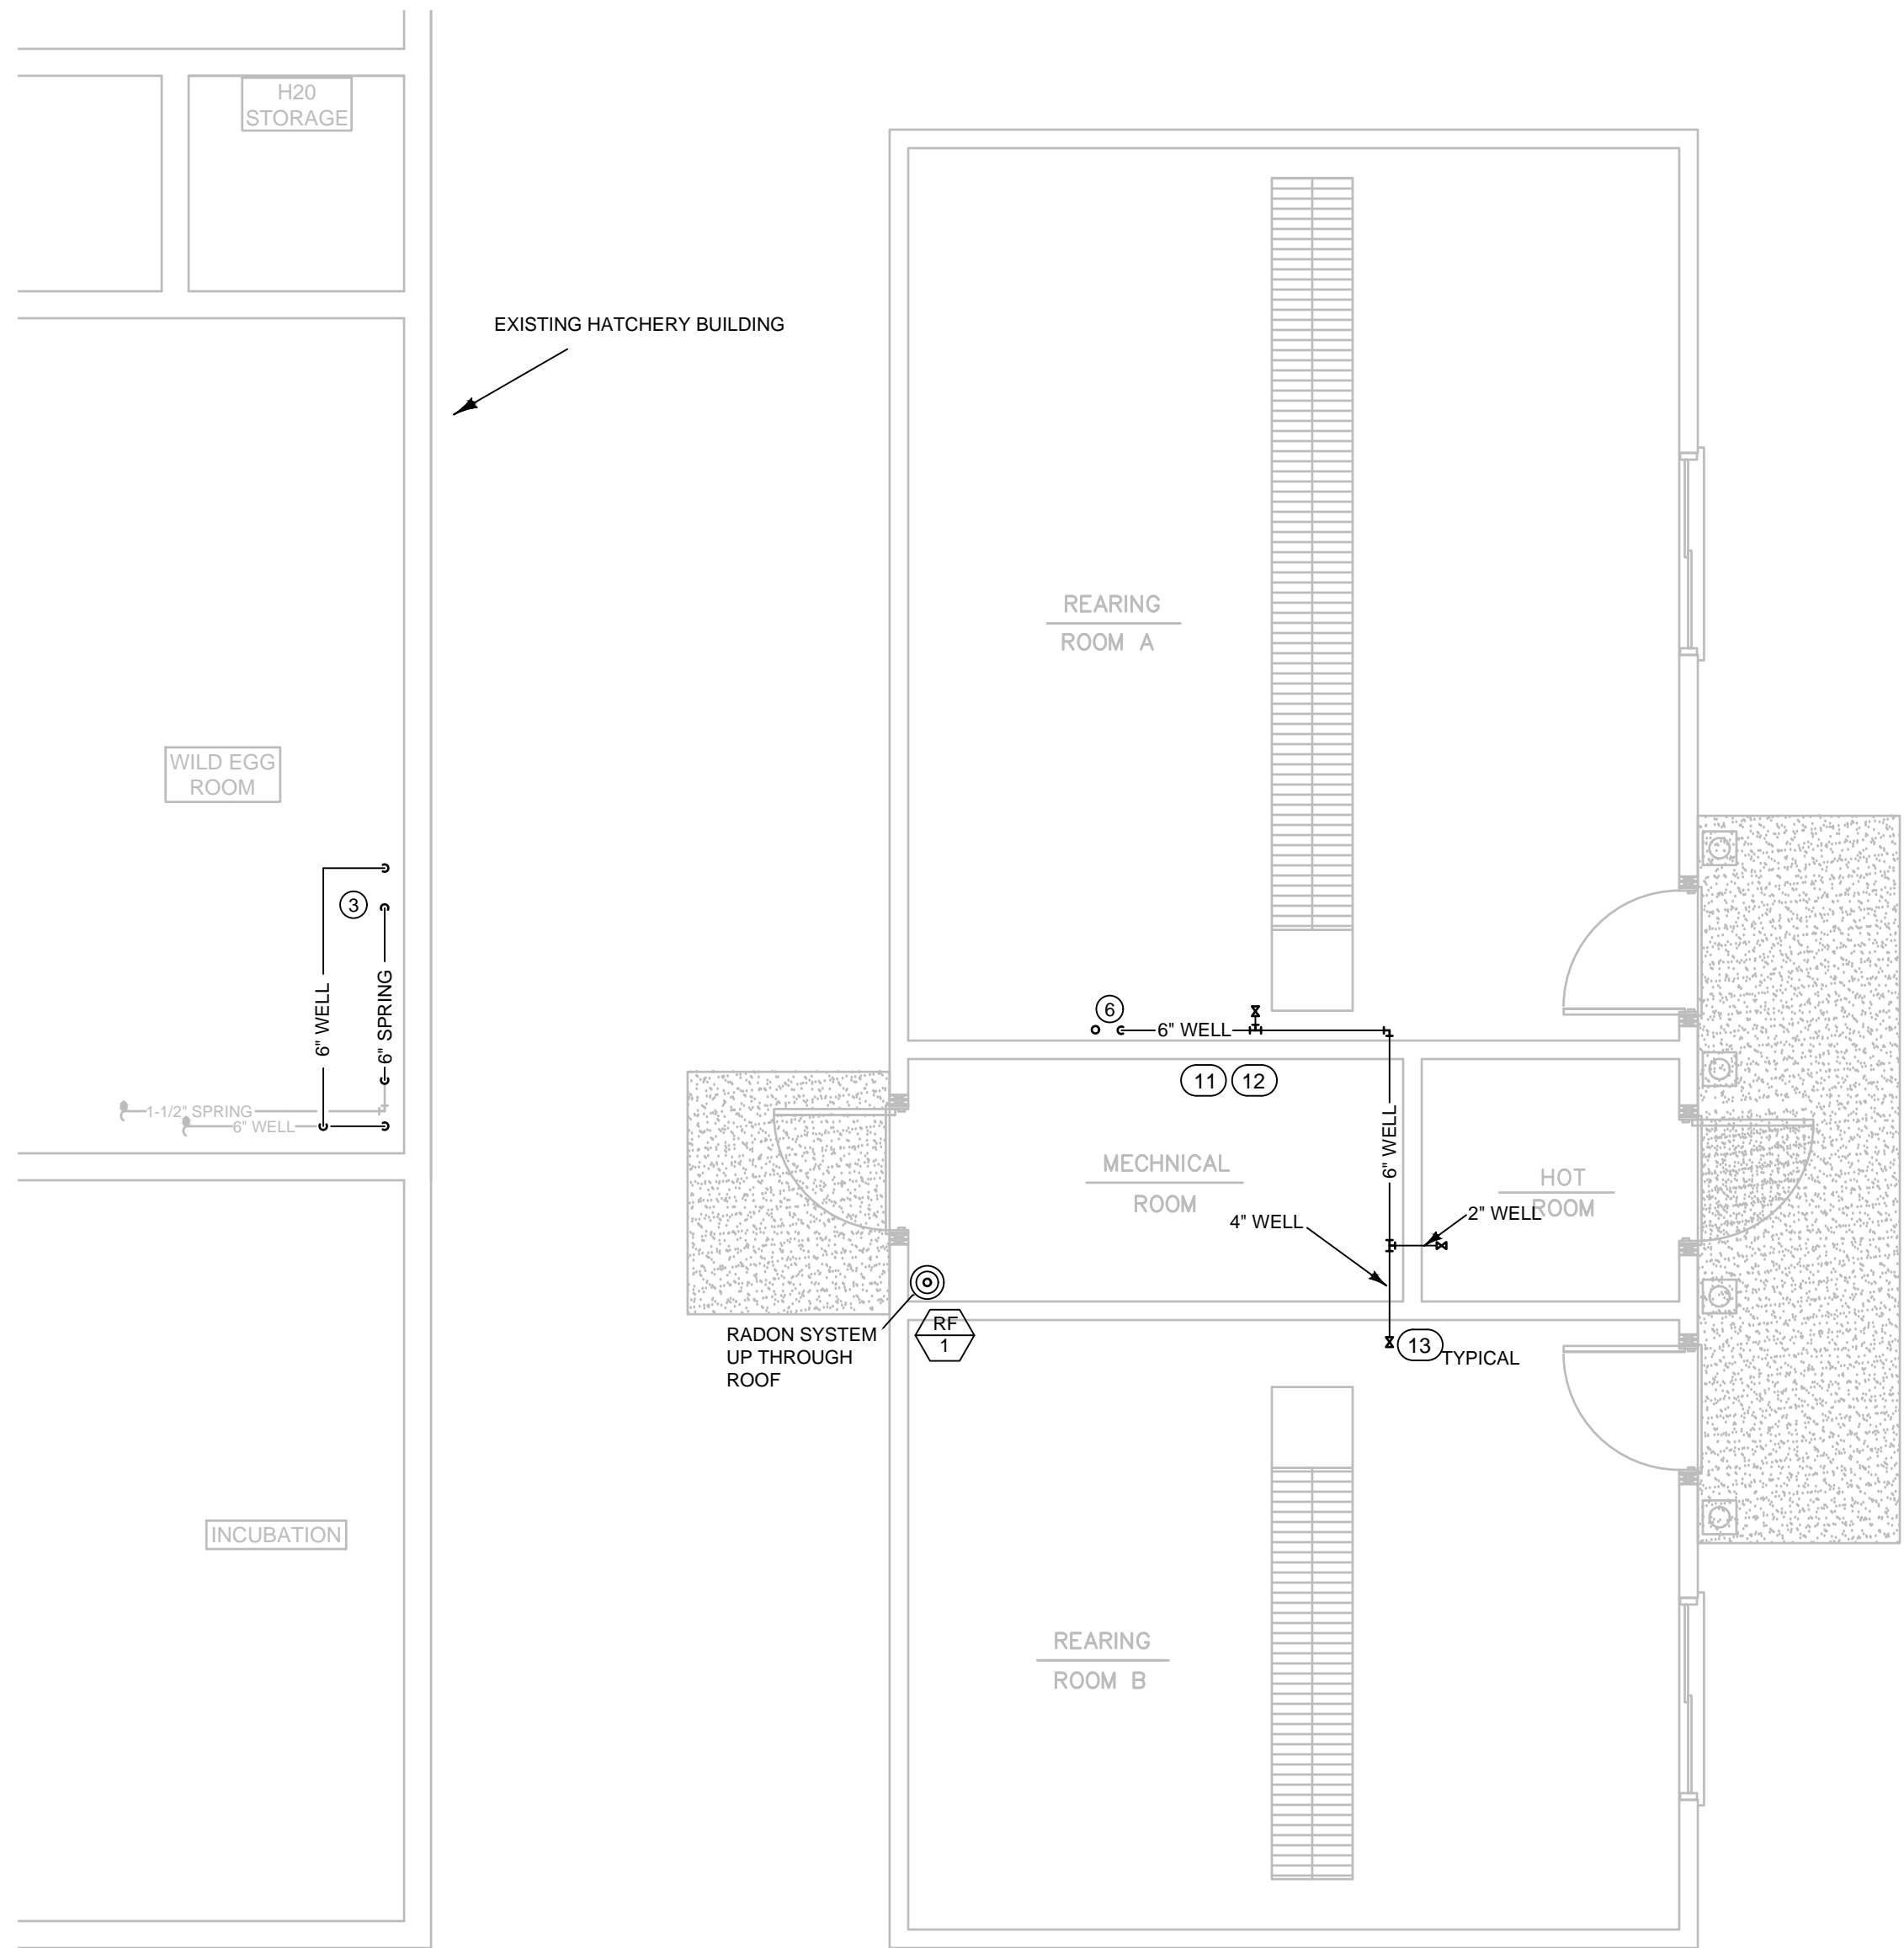 H20
STORAGE
EXISTING HATCHERY BUILDING
REARING
ROOM A
WILD EGG
ROOM
3
6" WELL
6" SPRING
1-1/2" SPRING
6" WELL
6
6" WELL
11
12
6" WELL
MECHNICAL
ROOM
HOT
ROOM
4" WELL
2" WELL
RADON SYSTEM
UP THROUGH
ROOF
RF
1
13
TYPICAL
INCUBATION
REARING
ROOM B